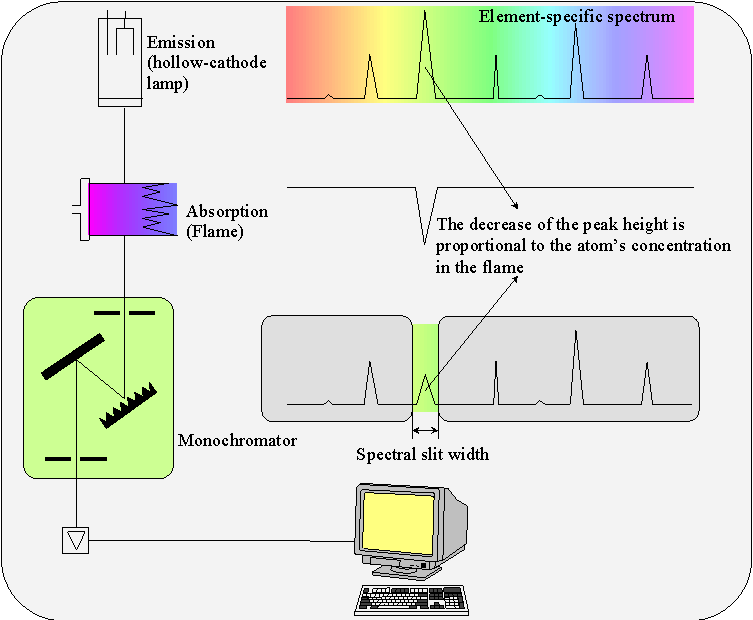 Element-specific spectrum
Emission
(hollow-cathode
lamp)
Absorption
(Flame)
The decrease of the peak height is
proportional to the atom's concentration
in the flame
Monochromator
Spectral slit width